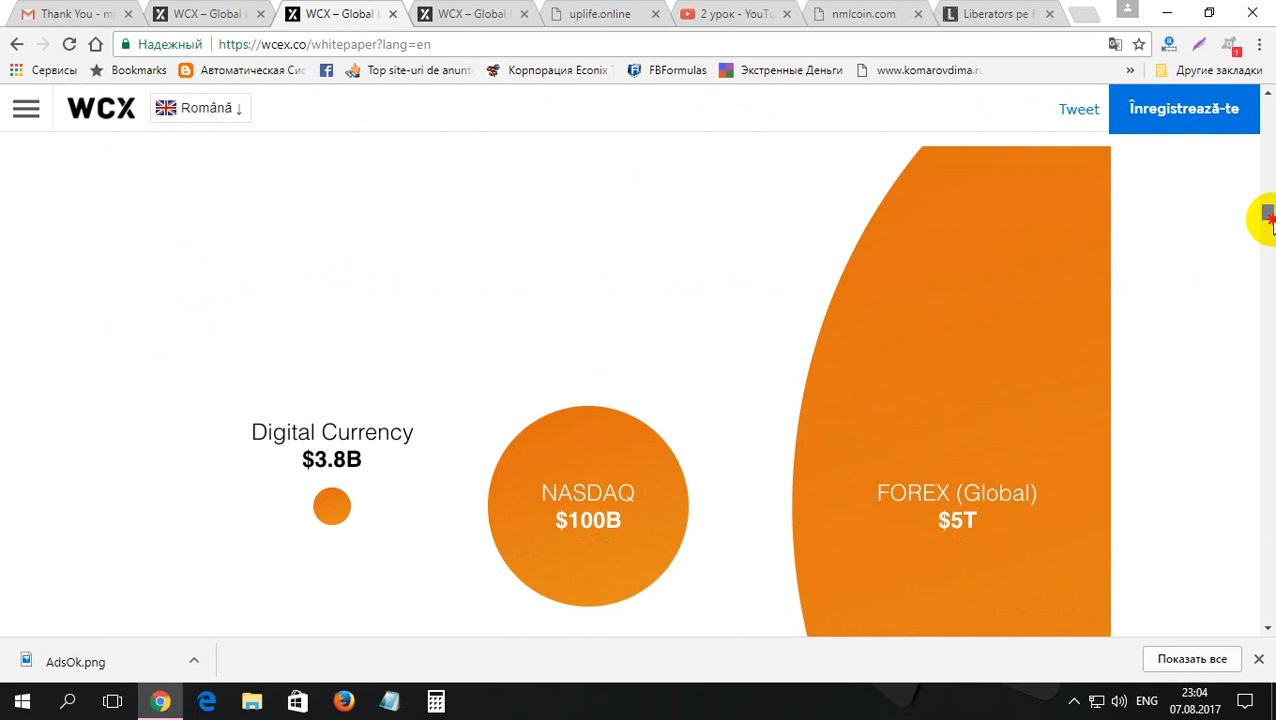 Thank You - mi
WCX – Global I
WCX – Global I
WCX— Global I
uplife.online
2 урок - YouTu
nmlcoin.com
Liberators pe F
Надежный
https://wcex.co/whitepaper?lang=en
Сервисы
Bookmarks
Автоматическая Сис
Top site-uri de anunt
Корпорация Econix
FBFormulas
Экстренные Деньги
www.komarovdima.ru
»
Другие закладки
1
WCX
Română ↓
Tweet
Înregistrează-te
Digital Currency
$3.8B
NASDAQ
$100B
FOREX (Global)
$5T
AdsOk.png
Показать все
ENG
23:04
07.08.2017